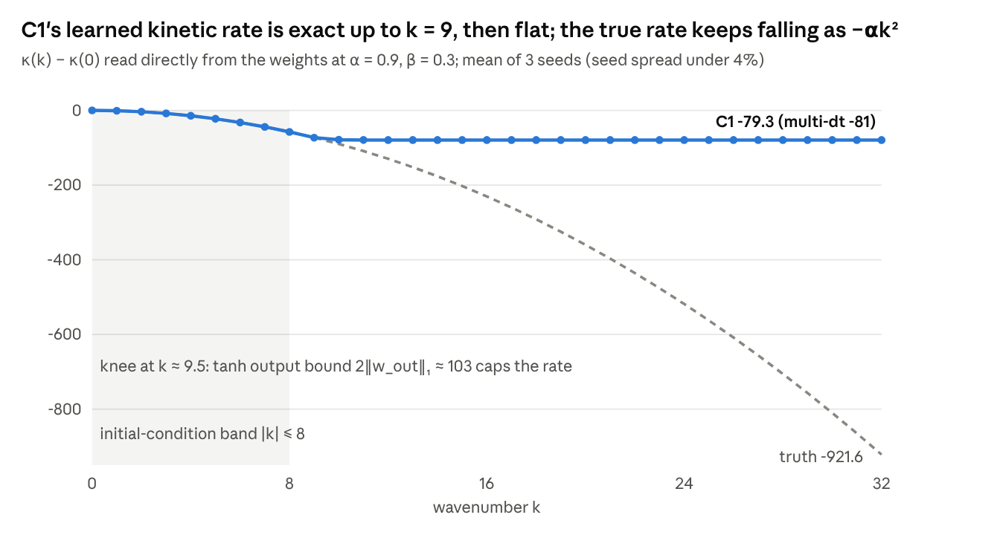 C1's learned kinetic rate is exact up to k = 9, then flat; the true rate keeps falling as −αk²
κ(k) − κ(0) read directly from the weights at α = 0.9, β = 0.3; mean of 3 seeds (seed spread under 4%)
0
C1 -79.3 (multi-dt -81)
-200
-400
-600
knee at k ≈ 9.5: tanh output bound 2‖w_out‖₁ ≈ 103 caps the rate
-800
initial-condition band |k| ⩽ 8
truth -921.6
0 8 16 24 32
wavenumber k